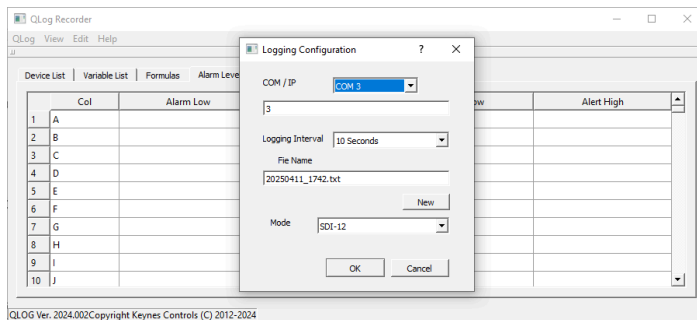 QLog Recorder
QLog View Edit Help
Device List Variable List Formulas Alarm Leve
Col Alarm Low ow Alert High
1 A
2 B
3 C
4 D
5 E
6 F
7 G
8 H
9 I
10 J
Logging Configuration ?
COM / IP COM 3
3
Logging Interval 10 Seconds
Fie Name
20250411_1742.txt
New
Mode SDI-12
OK Cancel
QLOG Ver. 2024.002Copyright Keynes Controls (C) 2012-2024